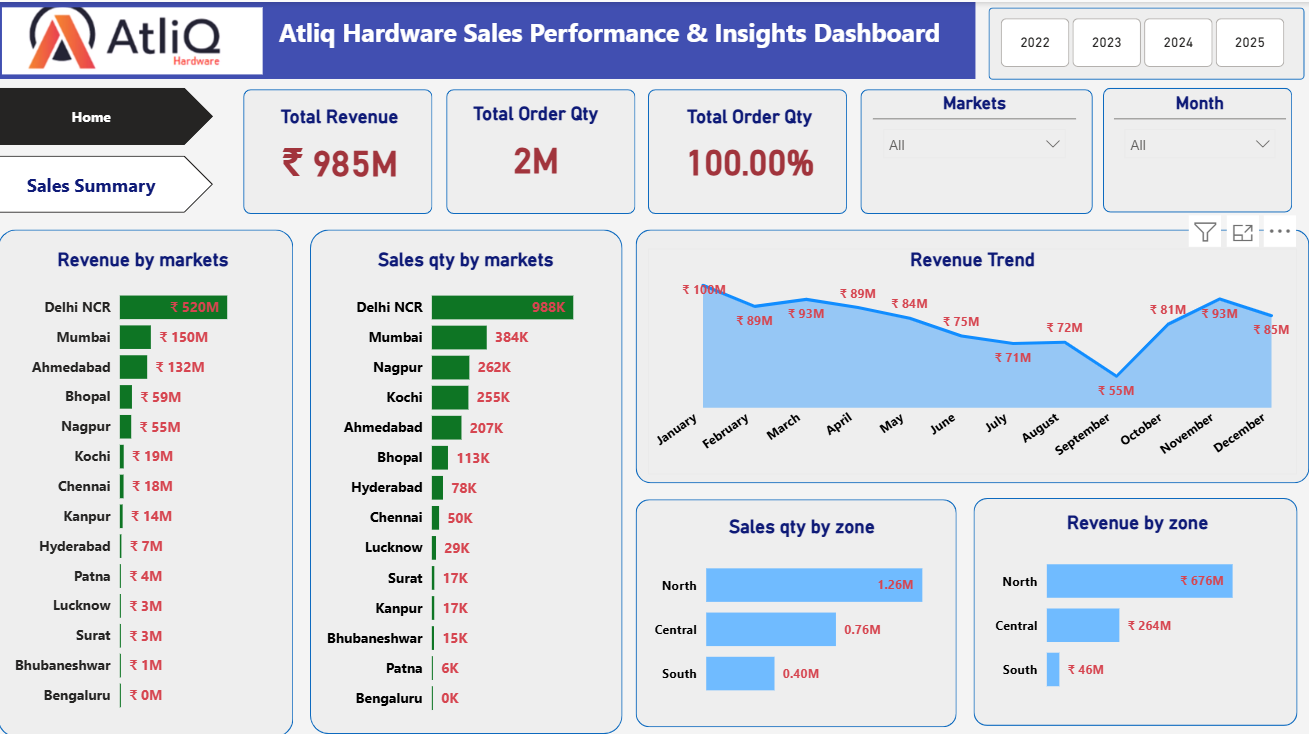 AtliQ
Hardware
Atliq Hardware Sales Performance & Insights Dashboard
2022 2023 2024 2025
Home
Sales Summary
Total Revenue
₹ 985M
Total Order Qty
2M
Total Order Qty
100.00%
Markets
All
Month
All
Revenue by markets
Delhi NCR ₹ 520M
Mumbai ₹ 150M
Ahmedabad ₹ 132M
Bhopal ₹ 59M
Nagpur ₹ 55M
Kochi ₹ 19M
Chennai ₹ 18M
Kanpur ₹ 14M
Hyderabad ₹ 7M
Patna ₹ 4M
Lucknow ₹ 3M
Surat ₹ 3M
Bhubaneshwar ₹ 1M
Bengaluru ₹ 0M
Sales qty by markets
Delhi NCR 988K
Mumbai 384K
Nagpur 262K
Kochi 255K
Ahmedabad 207K
Bhopal 113K
Hyderabad 78K
Chennai 50K
Lucknow 29K
Surat 17K
Kanpur 17K
Bhubaneshwar 15K
Patna 6K
Bengaluru 0K
Revenue Trend
₹ 100M ₹ 89M ₹ 93M ₹ 89M ₹ 84M ₹ 75M ₹ 71M ₹ 72M ₹ 55M ₹ 81M ₹ 93M ₹ 85M
January February March April May June July August September October November December
Sales qty by zone
North 1.26M
Central 0.76M
South 0.40M
Revenue by zone
North ₹ 676M
Central ₹ 264M
South ₹ 46M